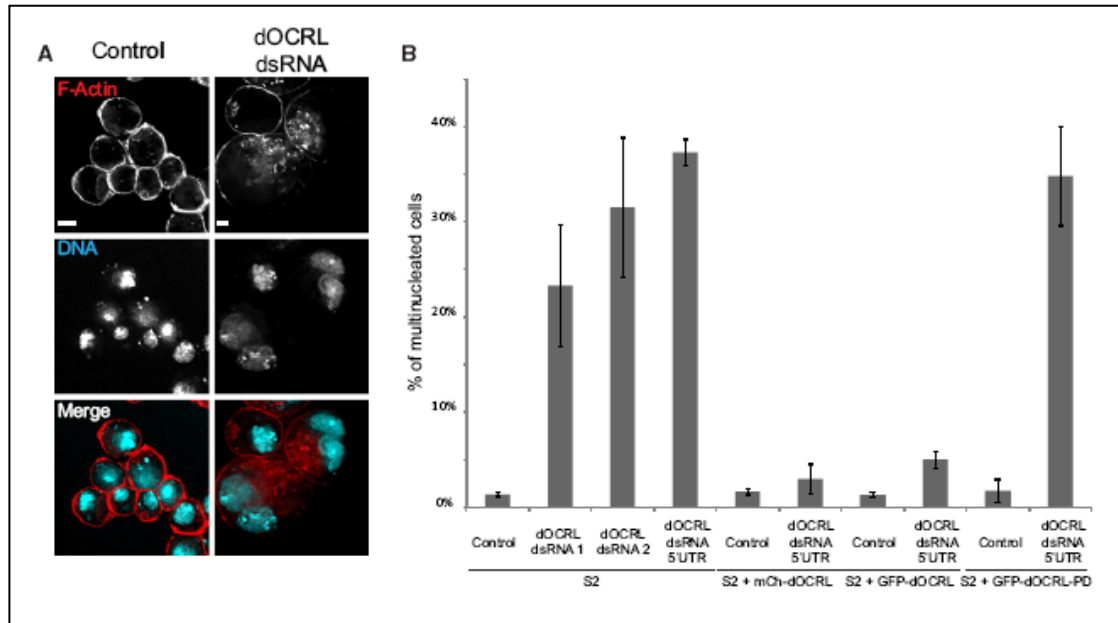 A
Control
dOCRL
dsRNA
F-Actin
DNA
Merge
B
% of multinucleated cells
40%
30%
20%
10%
0%
Control
dOCRL
dsRNA 1
dOCRL
dsRNA 2
dOCRL
dsRNA
5'UTR
Control
dOCRL
dsRNA
5'UTR
Control
dOCRL
dsRNA
5'UTR
Control
dOCRL
dsRNA
5'UTR
S2
S2 + mCh-dOCRL
S2 + GFP-dOCRL
S2 + GFP-dOCRL-PD